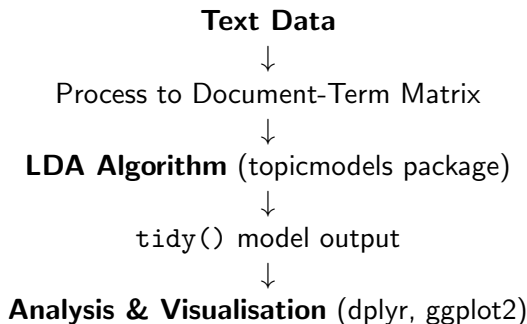 Text Data
↓
Process to Document-Term Matrix
↓
LDA Algorithm (topicmodels package)
↓
tidy() model output
↓
Analysis & Visualisation (dplyr, ggplot2)